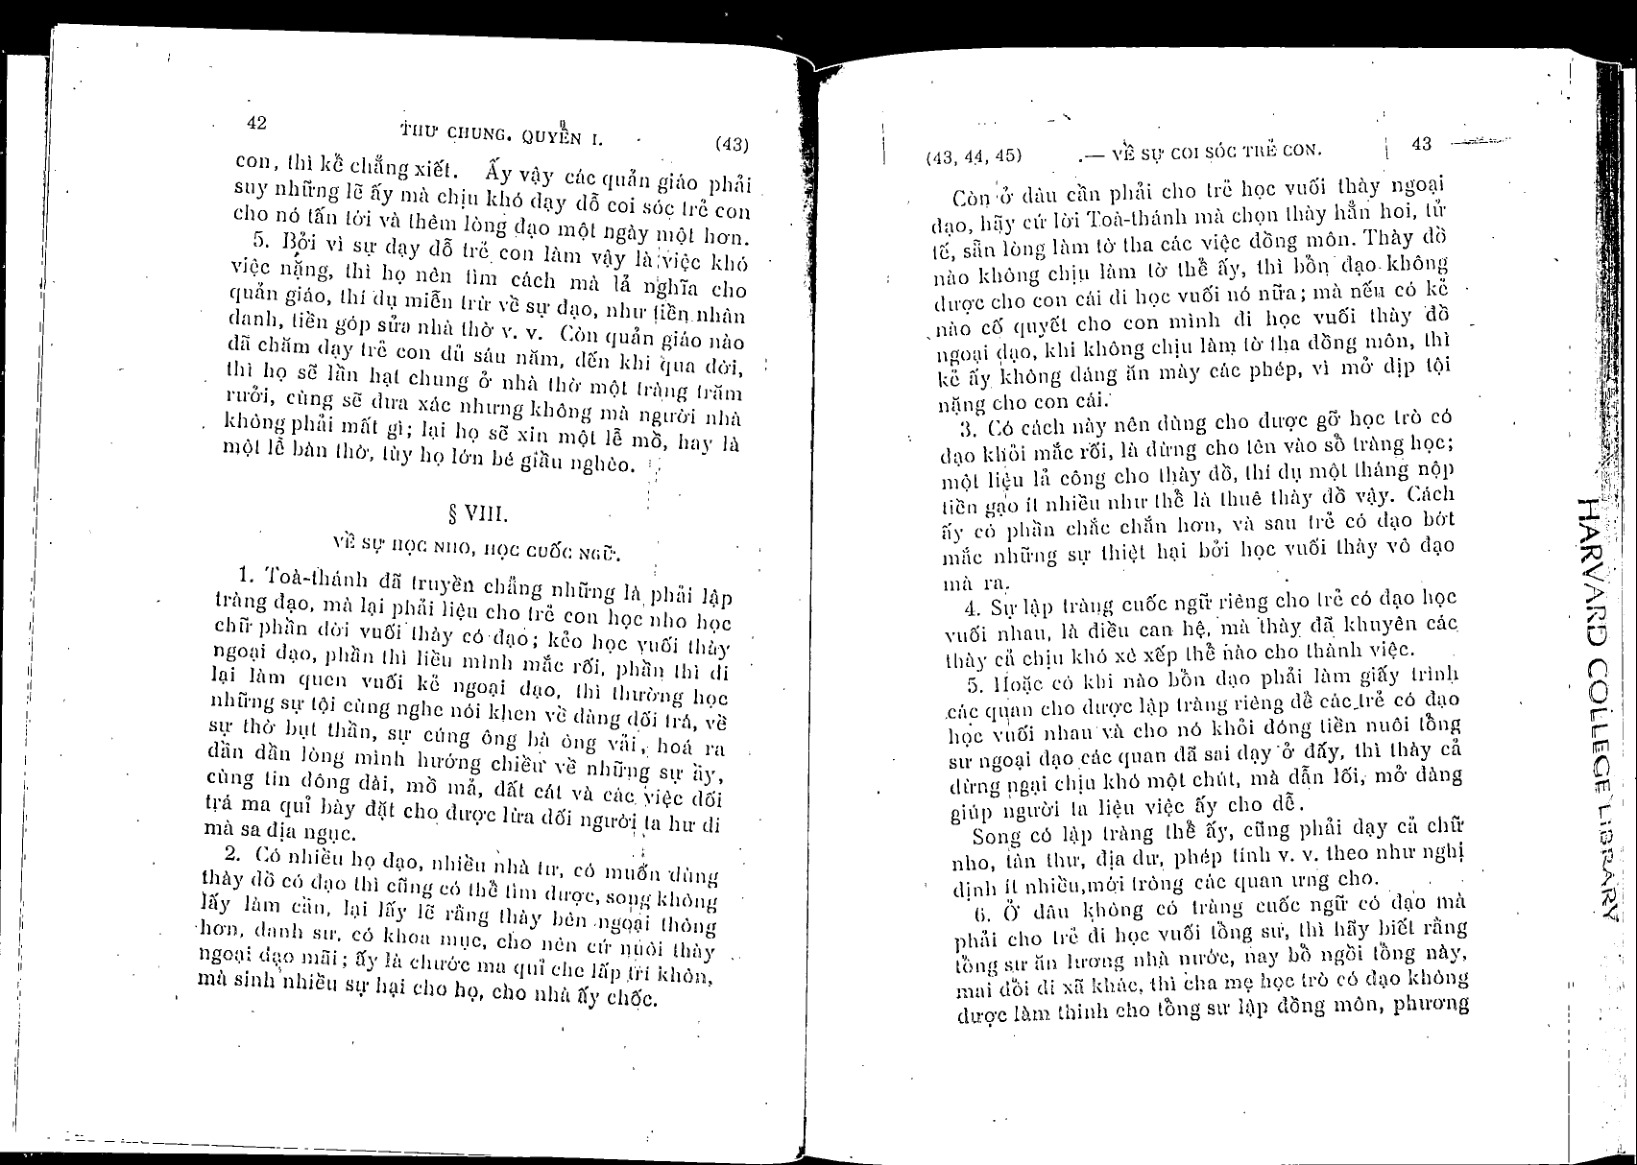 42
THƯ CHUNG. QUYỂN I.
(43)
con, thì kể chẳng xiết. Ấy vậy các quản giáo phải
suy những lẽ ấy mà chịu khó dạy dỗ coi sóc trẻ con
cho nó tấn tới và thêm lòng đạo một ngày một hơn.
5. Bởi vì sự dạy dỗ trẻ con làm vậy là việc khó
việc nặng, thì họ nên tìm cách mà lả nghĩa cho
quản giáo, thí dụ miễn trừ về sự đạo, như tiền nhân
danh, tiền góp sửa nhà thờ v. v. Còn quản giáo nào
đã chăm dạy trẻ con đủ sáu năm, đến khi qua đời,
thì họ sẽ lần hạt chung ở nhà thờ một tràng trăm
rưởi, cùng sẽ đưa xác nhưng không mà người nhà
không phải mất gì; lại họ sẽ xin một lễ mồ, hay là
một lễ bàn thờ, tùy họ lớn bé giầu nghèo.
§ VIII.
VỀ SỰ HỌC NHO, HỌC CUỐC NGỮ.
1. Toà-thánh đã truyền chẳng những là phải lập
tràng đạo, mà lại phải liệu cho trẻ con học nho học
chữ phần đời vuối thày có đạo; kẻo học vuối thày
ngoại đạo, phần thì liều mình mắc rối, phần thì đi
lại làm quen vuối kẻ ngoại đạo, thì thường học
những sự tội cùng nghe nói khen về đàng dối trá, về
sự thờ bụt thần, sự cúng ông bà ông vải, hoá ra
dần dần lòng mình hướng chiều về những sự ấy,
cùng tin đông dài, mồ mả, đất cát và các việc dối
trá ma quỉ bày đặt cho được lừa dối người ta hư đi
mà sa địa ngục.
2. Có nhiều họ đạo, nhiều nhà tư, có muốn dùng
thày đồ có đạo thì cũng có thể tìm được, song không
lấy làm cần, lại lấy lẽ rằng thày bên ngoại thông
hơn, danh sư, có khoa mục, cho nên cứ nuôi thày
ngoại đạo mãi; ấy là chước ma quỉ che lấp trí khôn,
mà sinh nhiều sự hại cho họ, cho nhà ấy chốc.
(43, 44, 45)
.— VỀ SỰ COI SÓC TRẺ CON.
43
Còn ở đâu cần phải cho trẻ học vuối thày ngoại
đạo, hãy cứ lời Toà-thánh mà chọn thày hẳn hoi, tử
tế, sẵn lòng làm tờ tha các việc đồng môn. Thày đồ
nào không chịu làm tờ thể ấy, thì bổn đạo không
được cho con cái đi học vuối nó nữa; mà nếu có kẻ
nào cố quyết cho con mình đi học vuối thày đồ
ngoại đạo, khi không chịu làm tờ tha đồng môn, thì
kẻ ấy không đáng ăn mày các phép, vì mở dịp tội
nặng cho con cái.
3. Có cách này nên dùng cho được gỡ học trò có
đạo khỏi mắc rối, là đừng cho tên vào sổ tràng học;
một liệu lả công cho thày đồ, thí dụ một tháng nộp
tiền gạo ít nhiều như thể là thuê thày đồ vậy. Cách
ấy có phần chắc chắn hơn, và sau trẻ có đạo bớt
mắc những sự thiệt hại bởi học vuối thày vô đạo
mà ra.
4. Sự lập tràng cuốc ngữ riêng cho trẻ có đạo học
vuối nhau, là điều can hệ, mà thày đã khuyên các
thày cả chịu khó xẻ xếp thể nào cho thành việc.
5. Hoặc có khi nào bổn đạo phải làm giấy trình
các quan cho được lập tràng riêng để các trẻ có đạo
học vuối nhau và cho nó khỏi đóng tiền nuôi tổng
sư ngoại đạo các quan đã sai dạy ở đấy, thì thày cả
đừng ngại chịu khó một chút, mà dẫn lối, mở đàng
giúp người ta liệu việc ấy cho dễ.
Song có lập tràng thể ấy, cũng phải dạy cả chữ
nho, tân thư, địa dư, phép tính v. v. theo như nghị
định ít nhiều, mới tròng các quan ưng cho.
6. Ở đâu không có tràng cuốc ngữ có đạo mà
phải cho trẻ đi học vuối tổng sư, thì hãy biết rằng
tổng sư ăn lương nhà nước, nay bổ ngồi tổng này,
mai đổi đi xã khác, thì cha mẹ học trò có đạo không
được làm thinh cho tổng sư lập đồng môn, phương
HARVARD COLLEGE LIBRARY